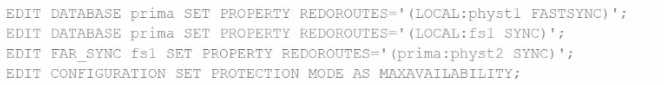 EDIT DATABASE prima SET PROPERTY REDOROUTES='(LOCAL:physt1 FASTSYNC)';
EDIT DATABASE prima SET PROPERTY REDOROUTES='(LOCAL:fs1 SYNC)';
EDIT FAR_SYNC fs1 SET PROPERTY REDOROUTES='(prima:physt2 SYNC)';
EDIT CONFIGURATION SET PROTECTION MODE AS MAXAVAILABILITY;